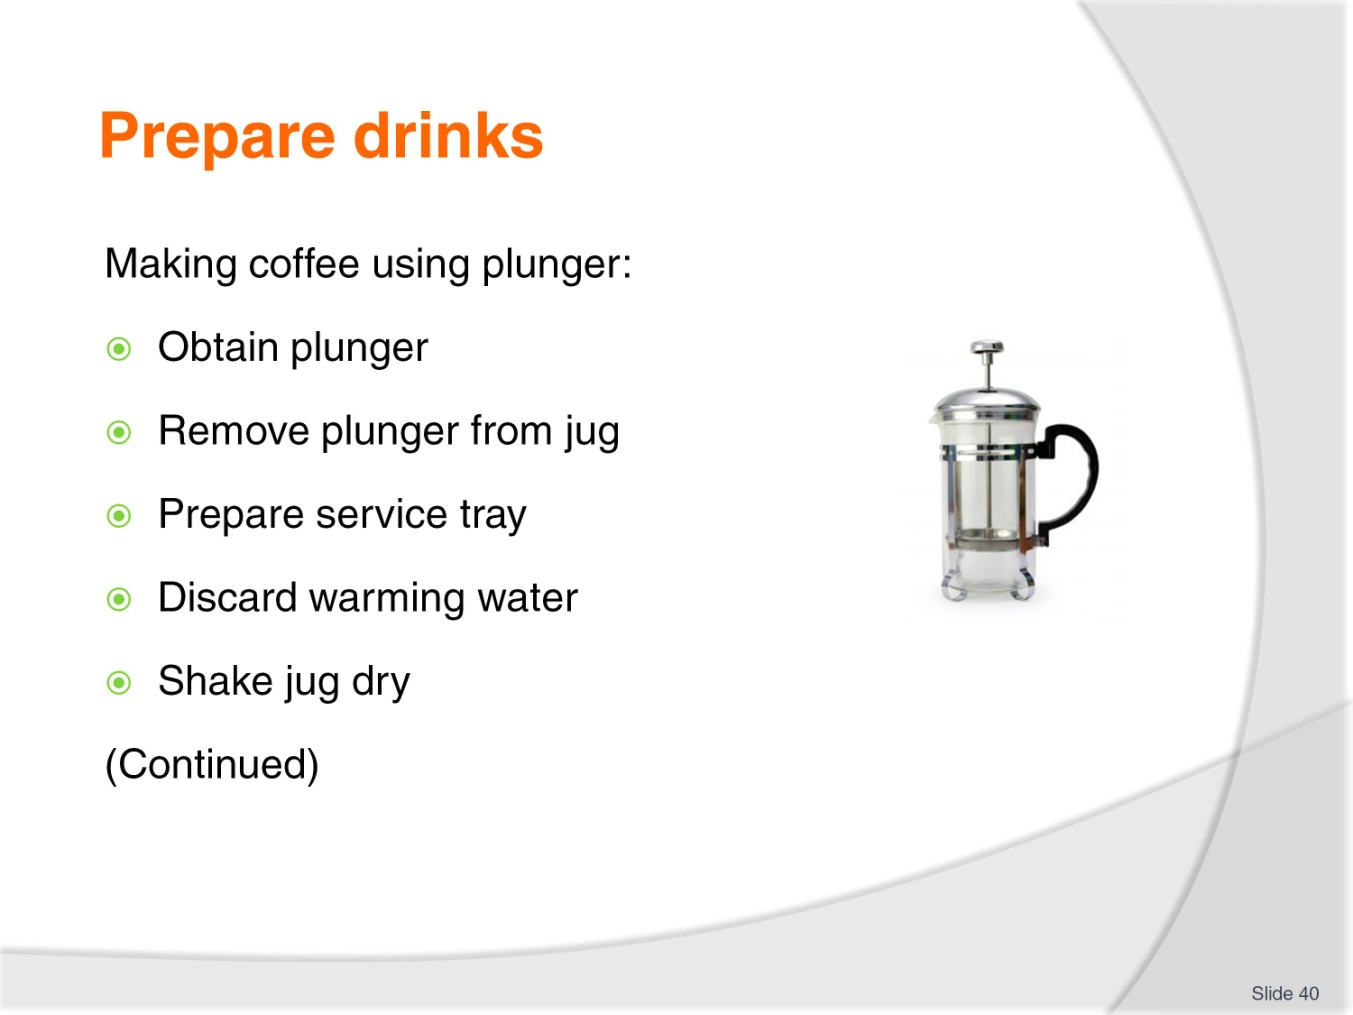 Prepare drinks
Making coffee using plunger:
Obtain plunger
Remove plunger from jug
Prepare service tray
Discard warming water
Shake jug dry
(Continued)
Slide 40